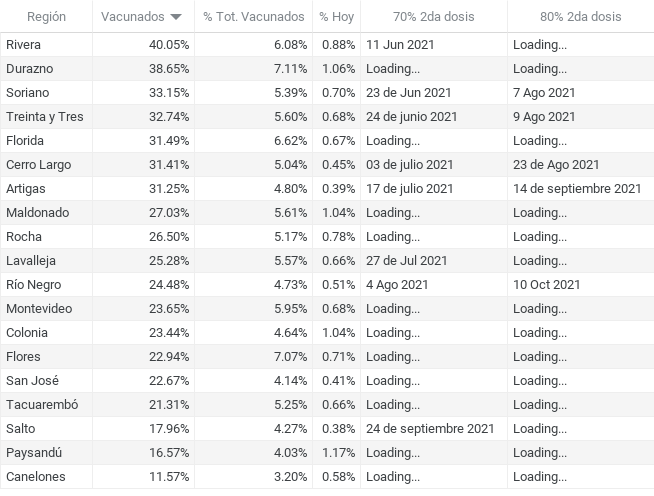 Región Vacunados % Tot. Vacunados % Hoy 70% 2da dosis 80% 2da dosis
Rivera 40.05% 6.08% 0.88% 11 Jun 2021 Loading...
Durazno 38.65% 7.11% 1.06% Loading... Loading...
Soriano 33.15% 5.39% 0.70% 23 de Jun 2021 7 Ago 2021
Treinta y Tres 32.74% 5.60% 0.68% 24 de junio 2021 9 Ago 2021
Florida 31.49% 6.62% 0.67% Loading... Loading...
Cerro Largo 31.41% 5.04% 0.45% 03 de julio 2021 23 de Ago 2021
Artigas 31.25% 4.80% 0.39% 17 de julio 2021 14 de septiembre 2021
Maldonado 27.03% 5.61% 1.04% Loading... Loading...
Rocha 26.50% 5.17% 0.78% Loading... Loading...
Lavalleja 25.28% 5.57% 0.66% 27 de Jul 2021 Loading...
Río Negro 24.48% 4.73% 0.51% 4 Ago 2021 10 Oct 2021
Montevideo 23.65% 5.95% 0.68% Loading... Loading...
Colonia 23.44% 4.64% 1.04% Loading... Loading...
Flores 22.94% 7.07% 0.71% Loading... Loading...
San José 22.67% 4.14% 0.41% Loading... Loading...
Tacuarembó 21.31% 5.25% 0.66% Loading... Loading...
Salto 17.96% 4.27% 0.38% 24 de septiembre 2021 Loading...
Paysandú 16.57% 4.03% 1.17% Loading... Loading...
Canelones 11.57% 3.20% 0.58% Loading... Loading...